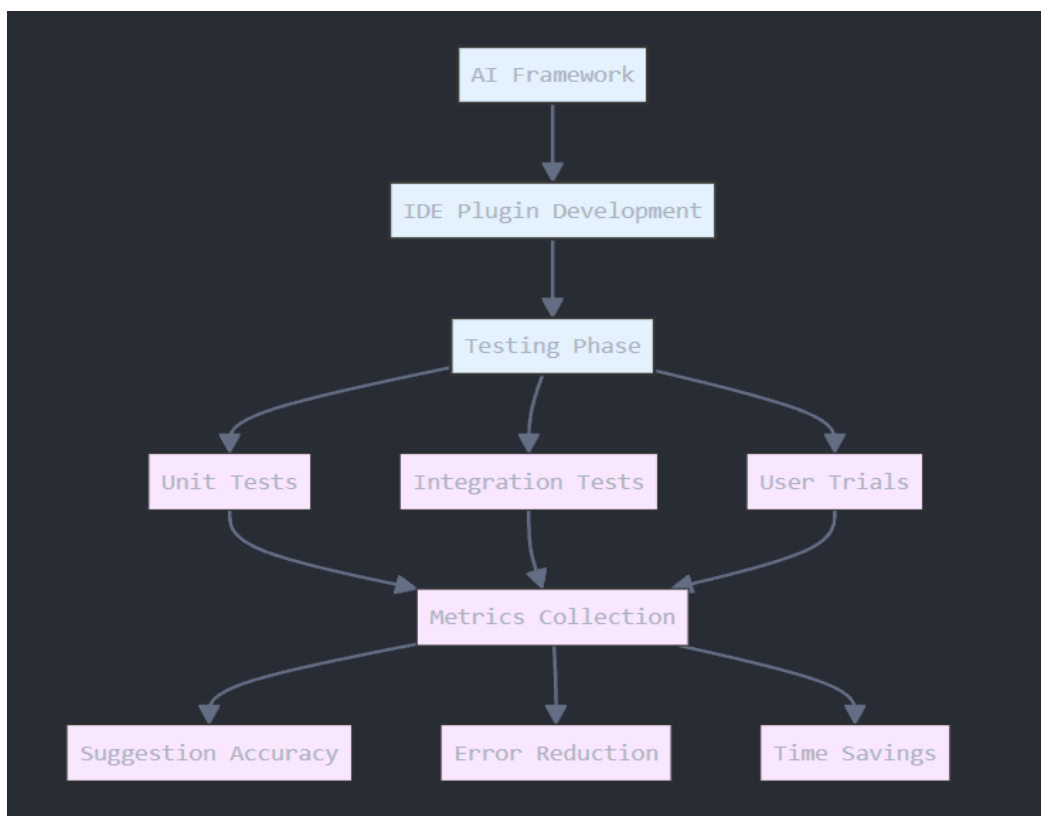 AI Framework
IDE Plugin Development
Testing Phase
Unit Tests
Integration Tests
User Trials
Metrics Collection
Suggestion Accuracy
Error Reduction
Time Savings